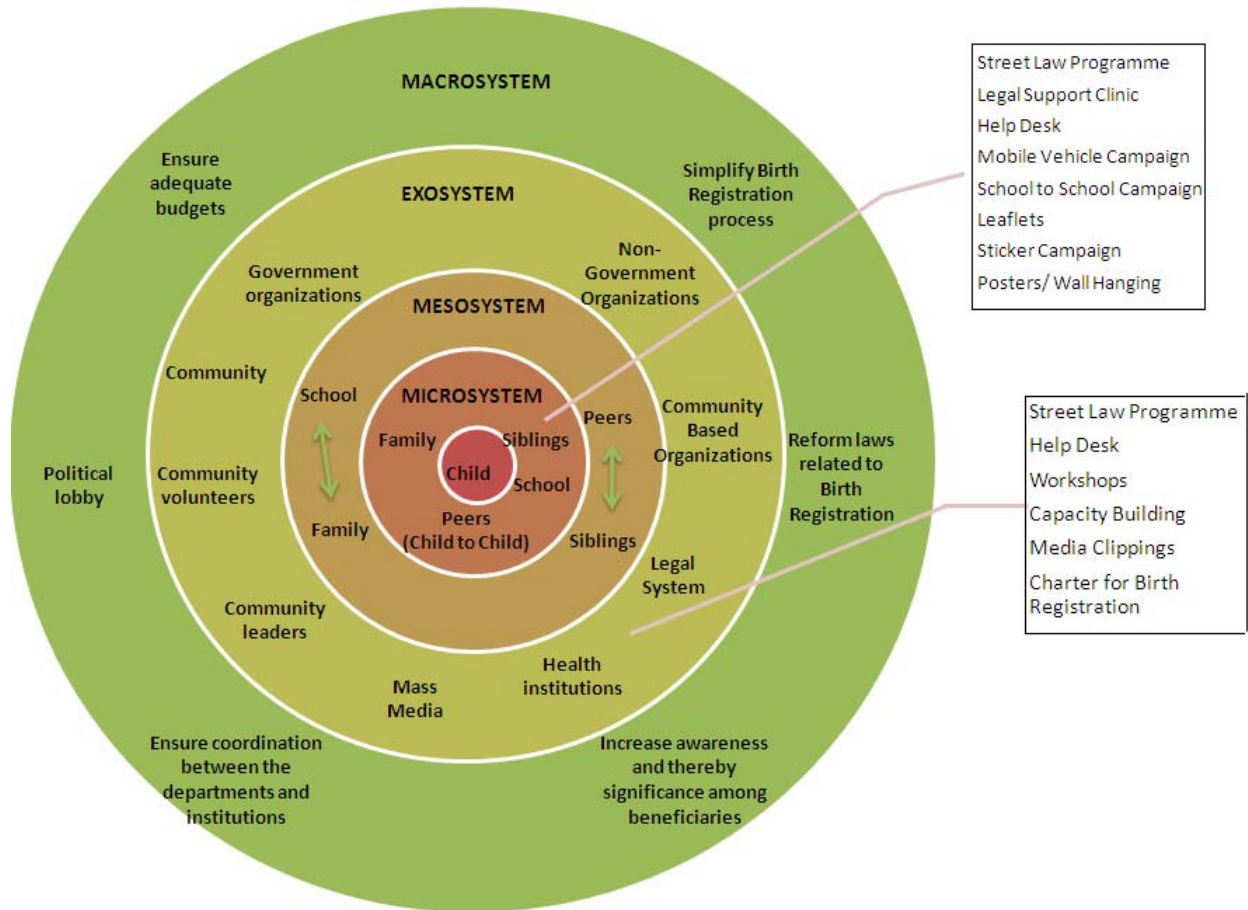 MACROSYSTEM
Ensure
adequate
budgets
Simplify Birth
Registration
process
Political
lobby
Reform laws
related to
Birth
Registration
Ensure coordination
between the
departments and
institutions
Increase awareness
and thereby
significance among
beneficiaries
EXOSYSTEM
Government
organizations
Non-
Government
Organizations
Community
Community
volunteers
Community
Based
Organizations
Community
leaders
Legal
System
Mass
Media
Health
institutions
MESOSYSTEM
School
Family
Peers
Siblings
MICROSYSTEM
Family
Siblings
Child
School
Peers
(Child to Child)
Street Law Programme
Legal Support Clinic
Help Desk
Mobile Vehicle Campaign
School to School Campaign
Leaflets
Sticker Campaign
Posters/ Wall Hanging
Street Law Programme
Help Desk
Workshops
Capacity Building
Media Clippings
Charter for Birth
Registration